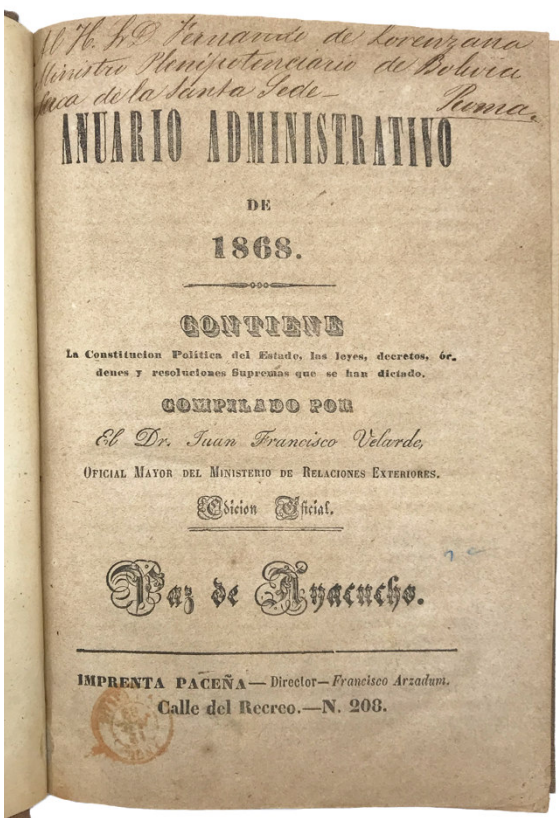 Al H. S. D. Fernando de Lorenzana
Ministro Plenipotenciario de Bolivia
cerca de la Santa Sede—
Roma.
ANUARIO ADMINISTRATIVO
DE
1868.
CONTIENE
La Constitucion Política del Estado, las leyes, decretos, ór-
denes y resoluciones Supremas que se han dictado.
COMPILADO POR
El Dr. Juan Francisco Velarde,
OFICIAL MAYOR DEL MINISTERIO DE RELACIONES EXTERIORES.
Edicion Oficial.
Paz de Ayacucho.
IMPRENTA PACEÑA—Director—Francisco Arzadum.
Calle del Recreo.—N. 208.